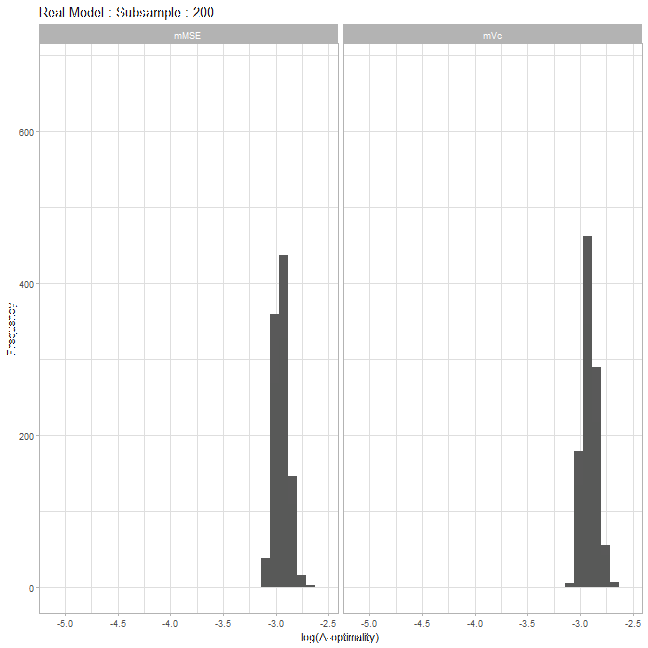 Real Model : Subsample : 200
mMSE mVc
600
400
200
0
Frequency
-5.0 -4.5 -4.0 -3.5 -3.0 -2.5 -5.0 -4.5 -4.0 -3.5 -3.0 -2.5
log(A-optimality)